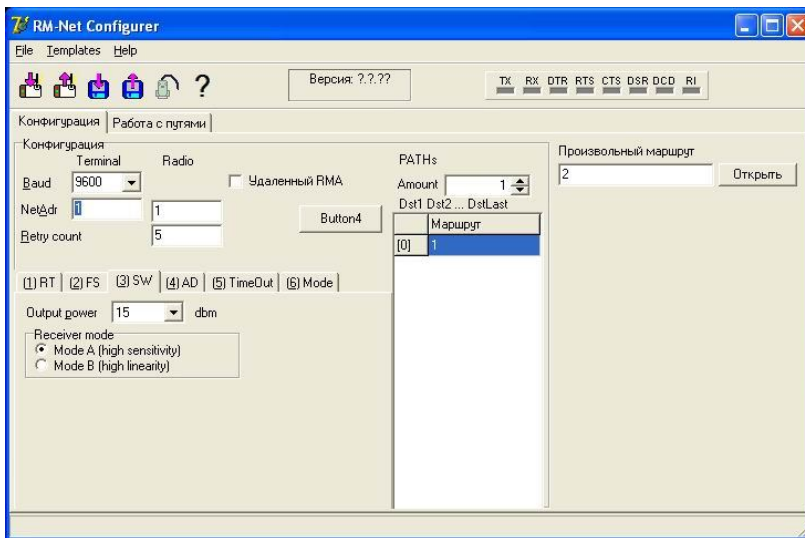 RM-Net Configurer
File Templates Help
?
Версия: ?.?.??
TX RX DTR RTS CTS DSR DCD RI
Конфигурация Работа с путями
Конфигурация
Terminal Radio
Baud 9600
Удаленный RMA
NetAdr 1 1
Button4
Retry count 5
PATHs
Amount 1
Dst1 Dst2 ... DstLast
Маршрут
[0] 1
Произвольный маршрут
2 Открыть
(1) RT (2) FS (3) SW (4) AD (5) TimeOut (6) Mode
Output power 15 dbm
Receiver mode
Mode A (high sensitivity)
Mode B (high linearity)